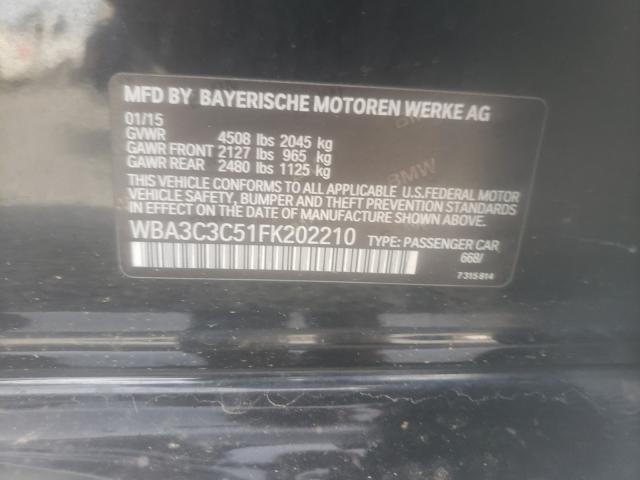 MFD BY BAYERISCHE MOTOREN WERKE AG
01/15
GVWR 4508 lbs 2045 kg
GAWR FRONT 2127 lbs 965 kg
GAWR REAR 2480 lbs 1125 kg
THIS VEHICLE CONFORMS TO ALL APPLICABLE U.S.FEDERAL MOTOR
VEHICLE SAFETY, BUMPER AND THEFT PREVENTION STANDARDS
IN EFFECT ON THE DATE OF MANUFACTURE SHOWN ABOVE.
WBA3C3C51FK202210 TYPE: PASSENGER CAR
668/
7315814
BMW